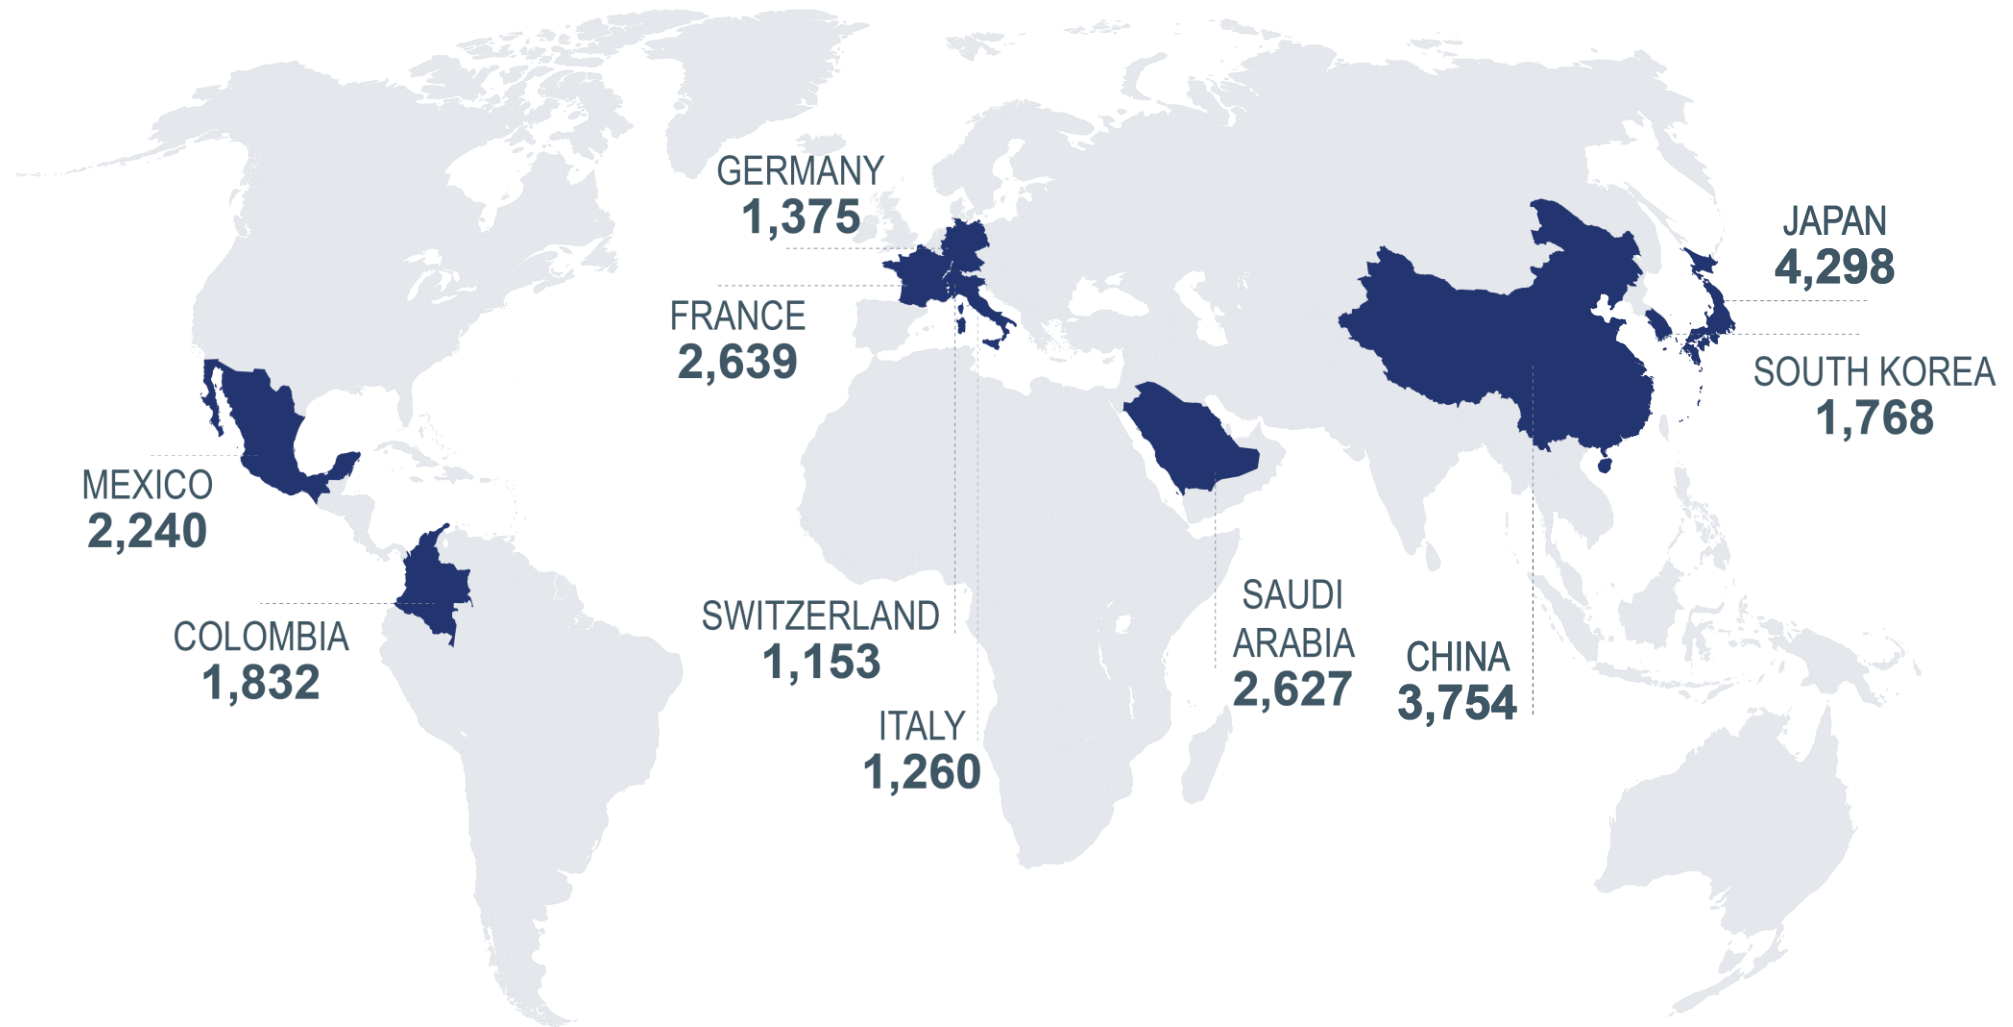 GERMANY
1,375
FRANCE
2,639
JAPAN
4,298
SOUTH KOREA
1,768
MEXICO
2,240
COLOMBIA
1,832
SWITZERLAND
1,153
ITALY
1,260
SAUDI
ARABIA
2,627
CHINA
3,754